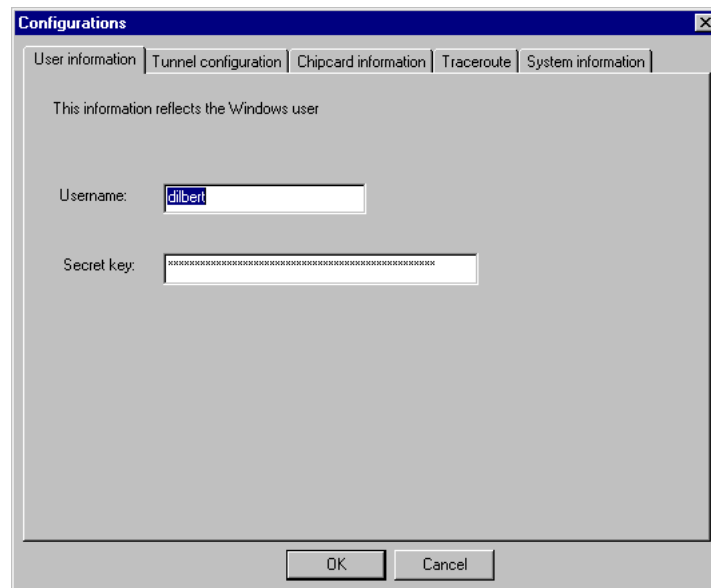 Configurations
User information Tunnel configuration Chipcard information Traceroute System information
This information reflects the Windows user
Username: dilbert
Secret key: ***************************************************
OK Cancel